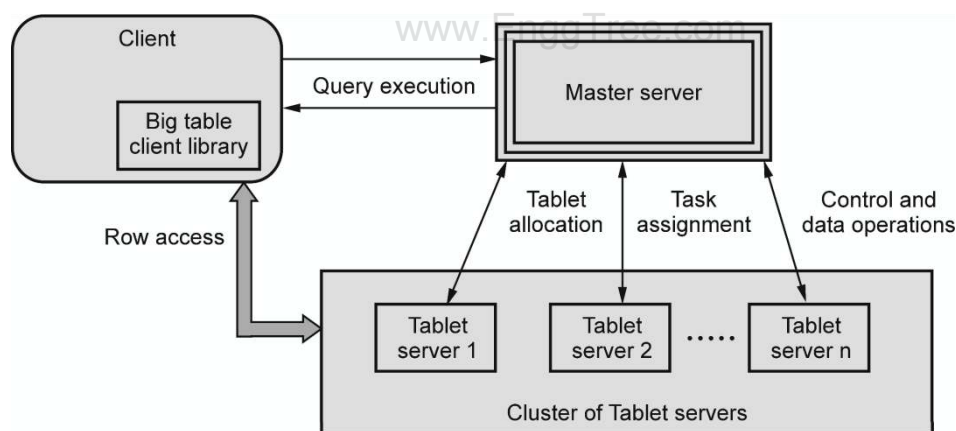 www.EnggTree.com
Client
Query execution
Master server
Big table
client library
Row access
Tablet
allocation
Task
assignment
Control and
data operations
Tablet
server 1
Tablet
server 2
.....
Tablet
server n
Cluster of Tablet servers